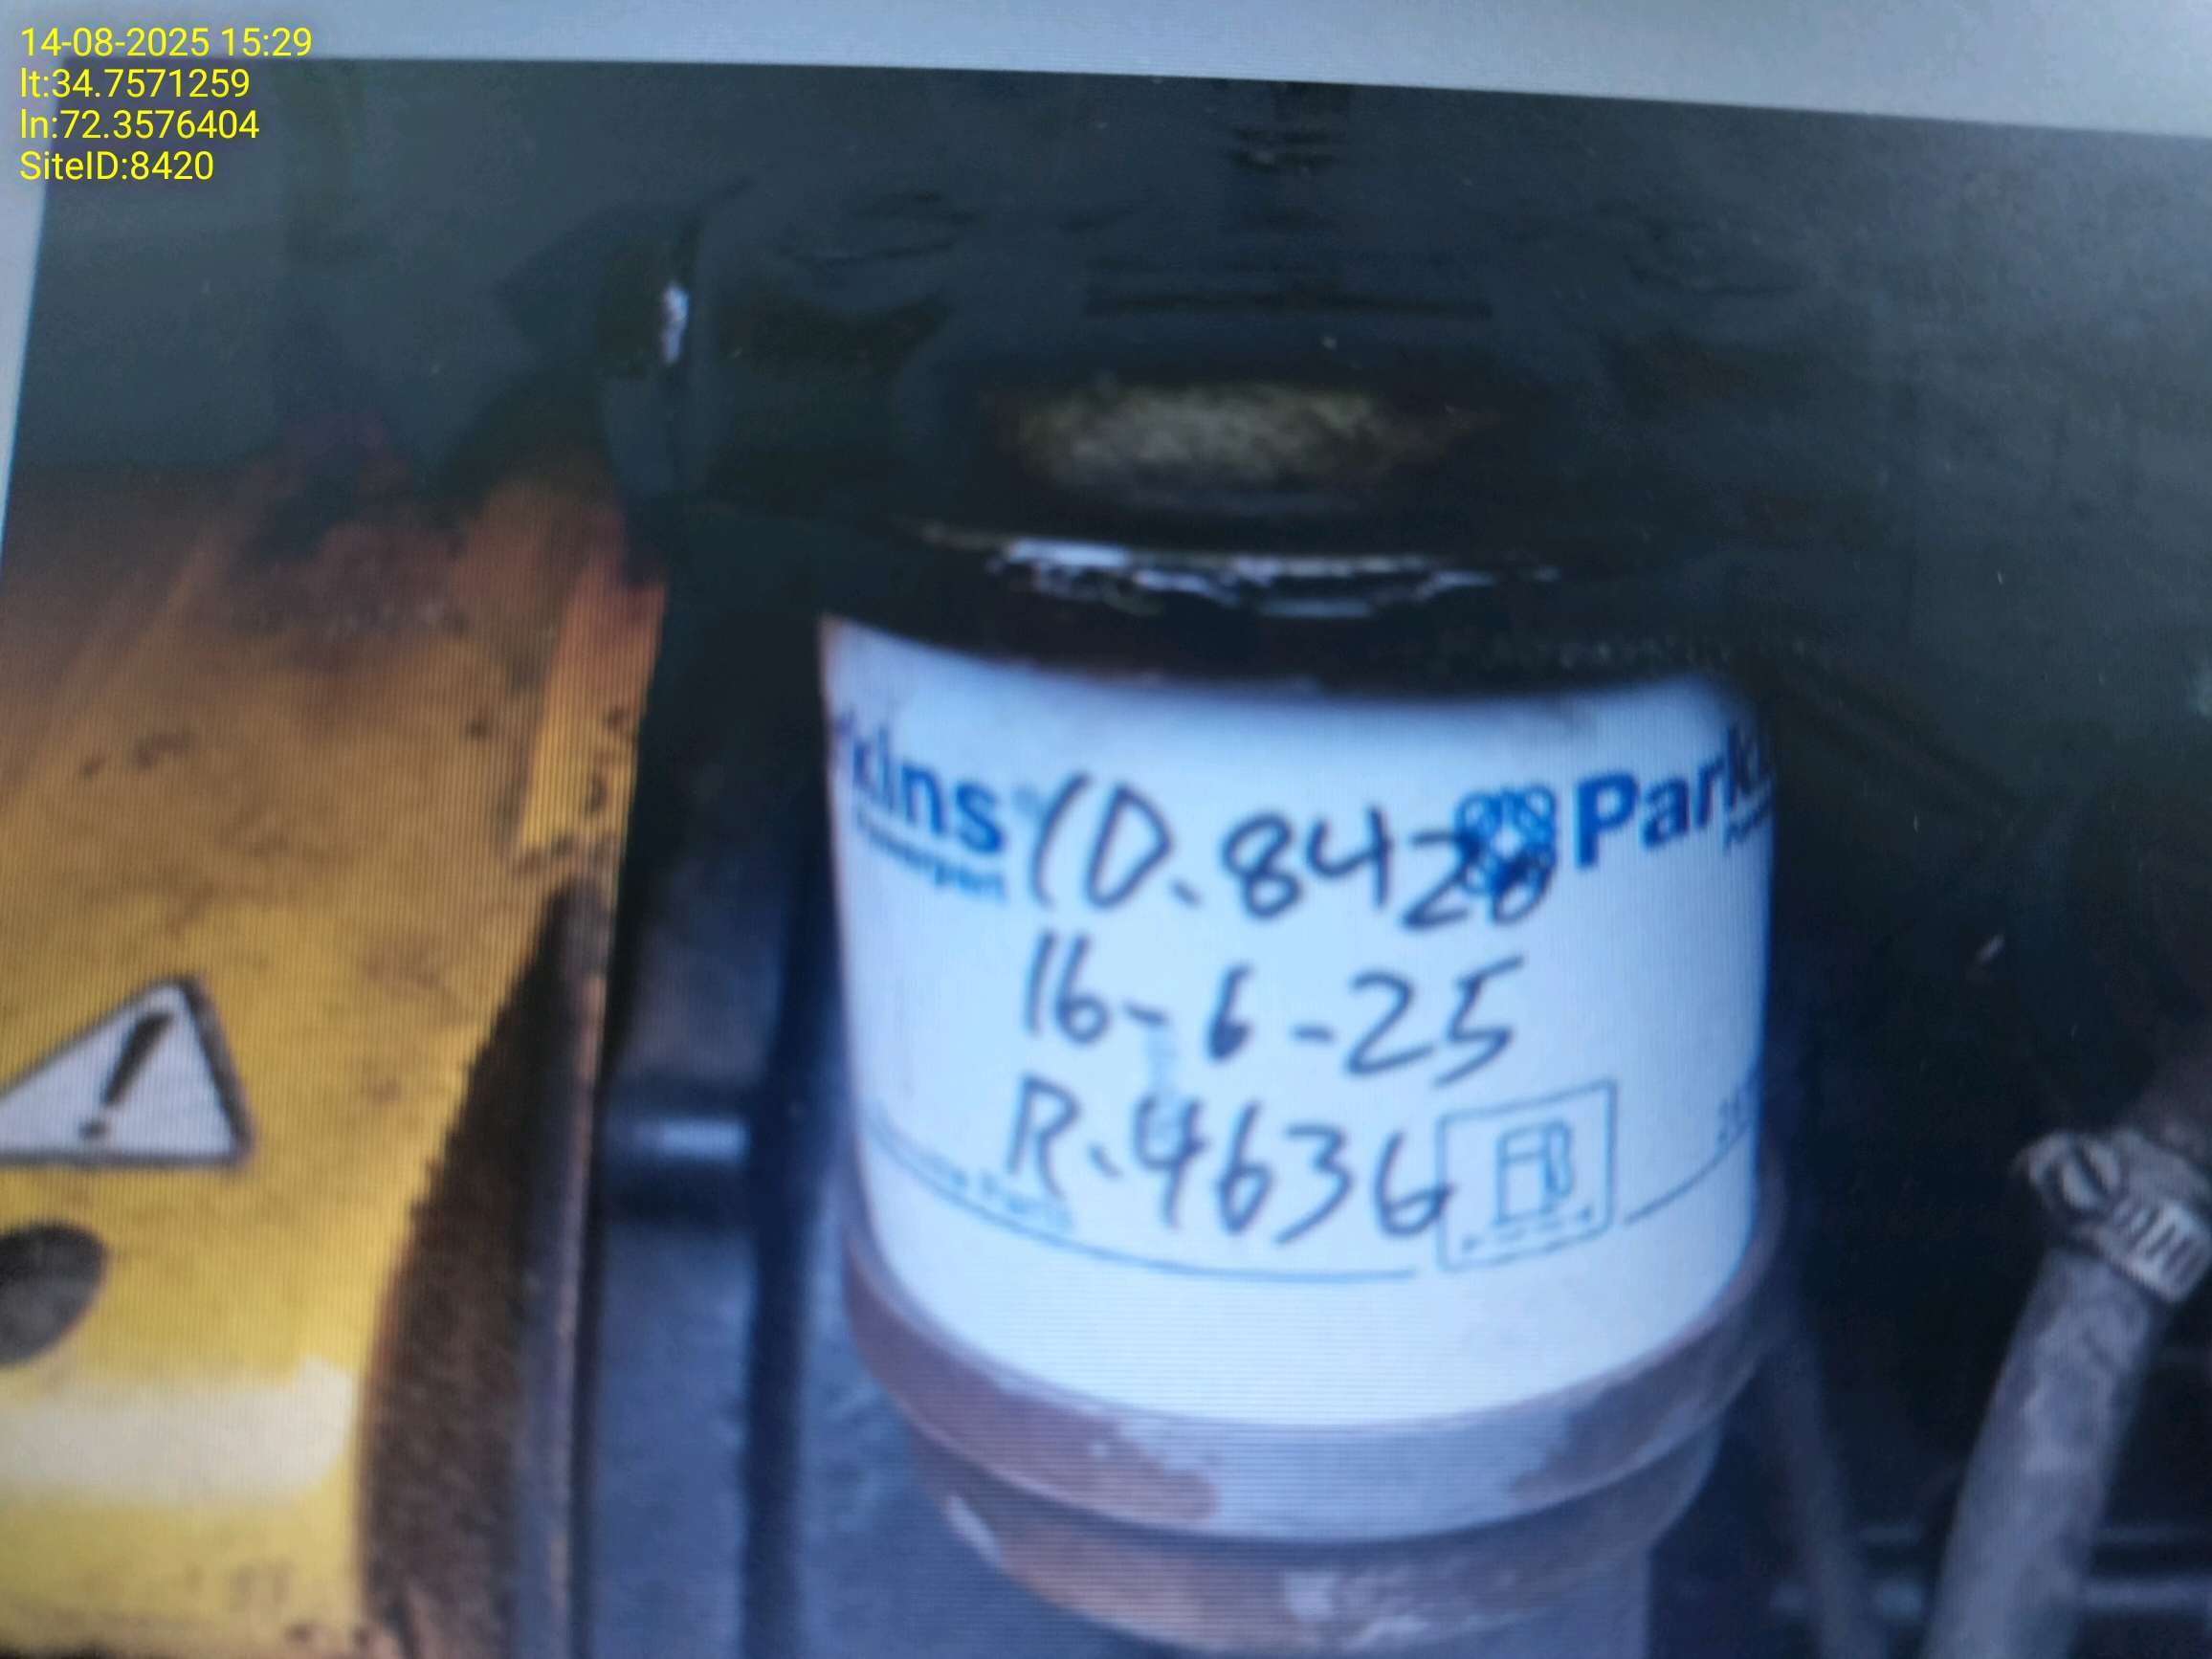 14-08-2025 15:29
lt:34.7571259
ln:72.3576404
SiteID:8420
kins
ID.8420
Park
16-6-25
R.4636